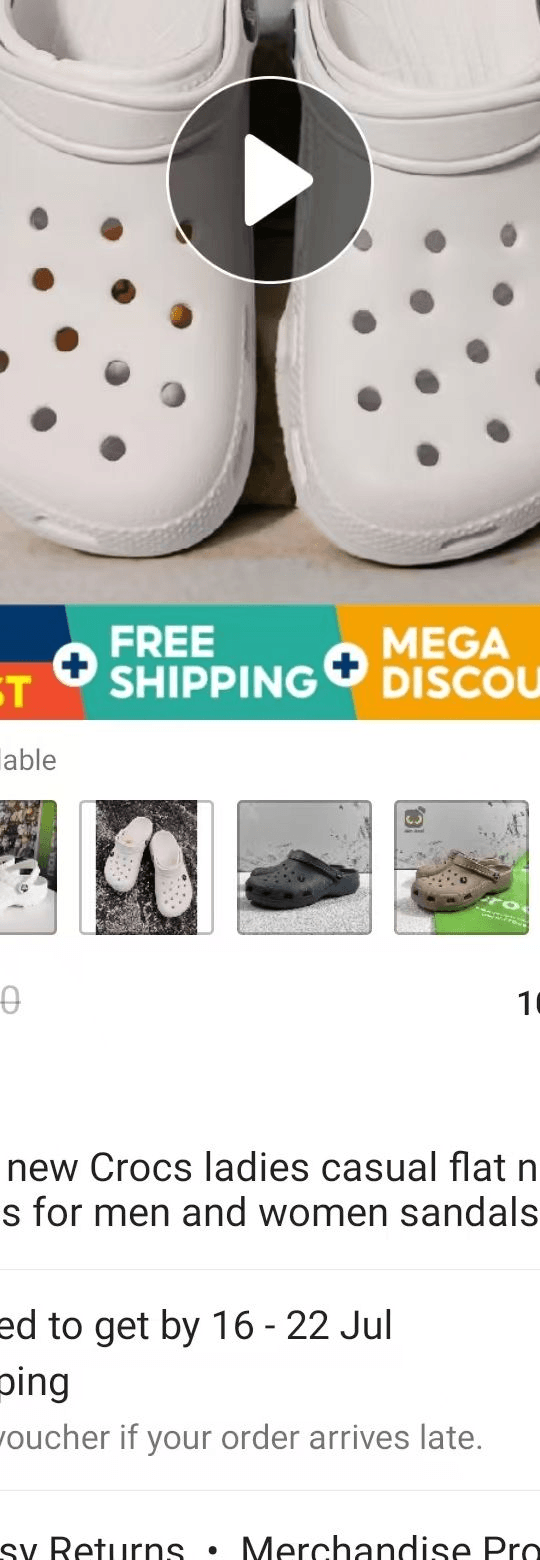 ST
FREE
SHIPPING
MEGA
DISCOU
lable
0
10
new Crocs ladies casual flat n
s for men and women sandals
ed to get by 16 - 22 Jul
ping
voucher if your order arrives late.
sy Returns • Merchandise Pro